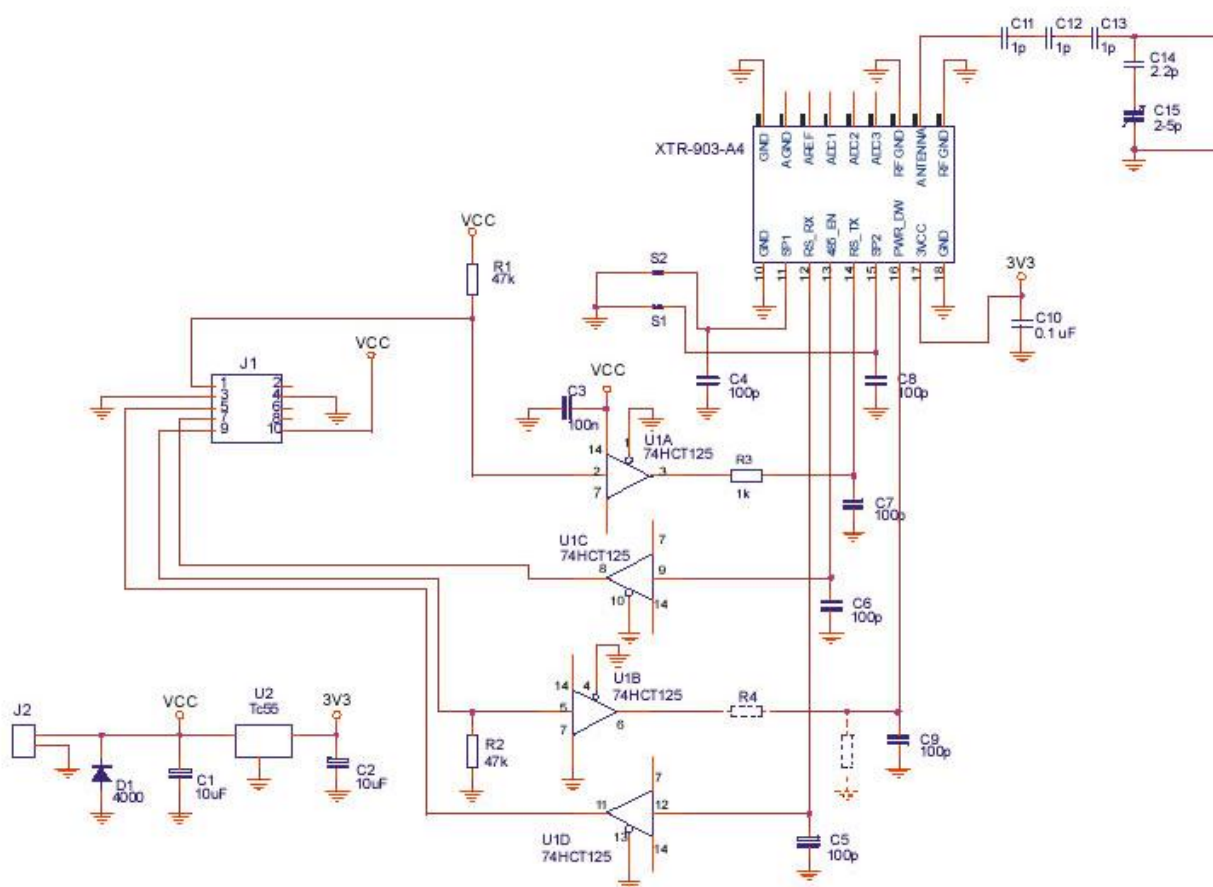 C11 C12 C13
1p 1p 1p
C14
2.2p
C15
2-5p
XTR-903-A4
GND AGND AREF ADC1 ADC2 ADC3 RFGND ANTENNA RFGND
GND SP1 RS_RX 485_EN RS_TX SP2 PWR_DW 3VCC GND
10 11 12 13 14 15 16 17 18
VCC
R1
47k
S2
S1
3V3
C10
0.1 uF
VCC
J1
1 2
3 4
5 6
7 8
9 10
VCC
C3
100n
C4
100p
C8
100p
14
1
U1A
74HCT125
2
3
7
R3
1k
C7
100p
U1C
74HCT125
7
8
9
10
14
C6
100p
14
4
U1B
74HCT125
5
6
7
R4
C9
100p
R2
47k
J2
VCC
U2
Tc55
3V3
D1
4000
C1
10uF
C2
10uF
7
11
12
13
14
U1D
74HCT125
C5
100p